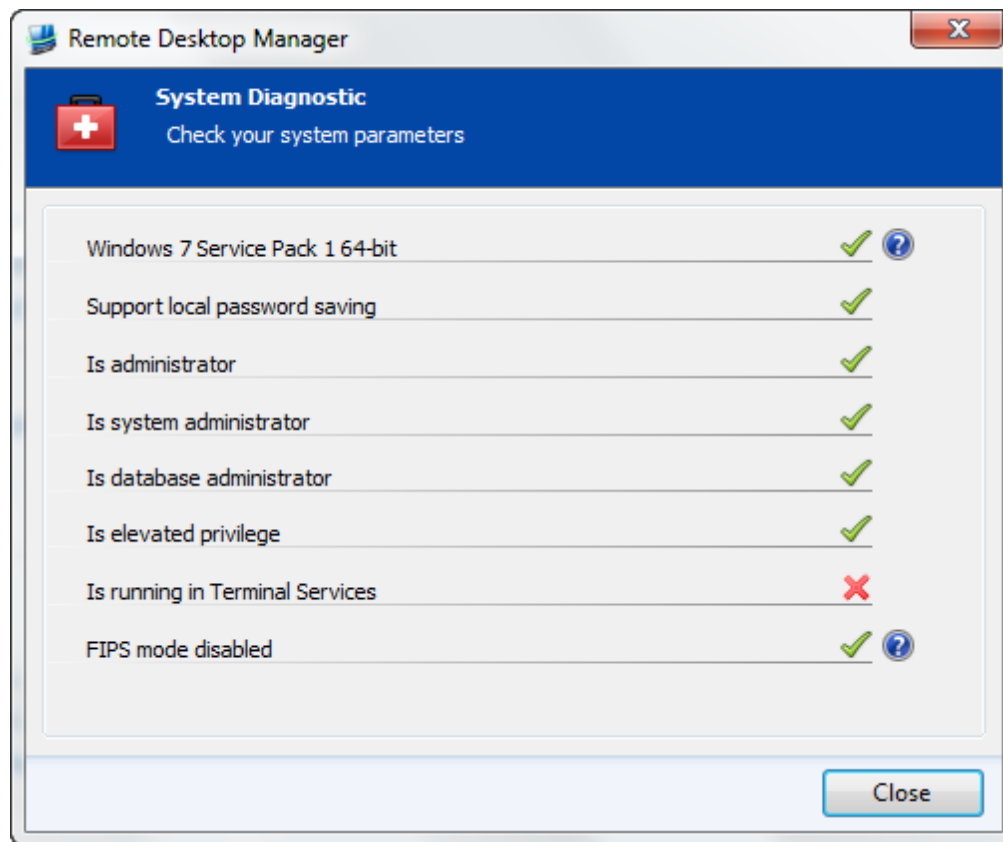 Remote Desktop Manager
System Diagnostic
Check your system parameters
Windows 7 Service Pack 1 64-bit
Support local password saving
Is administrator
Is system administrator
Is database administrator
Is elevated privilege
Is running in Terminal Services
FIPS mode disabled
Close